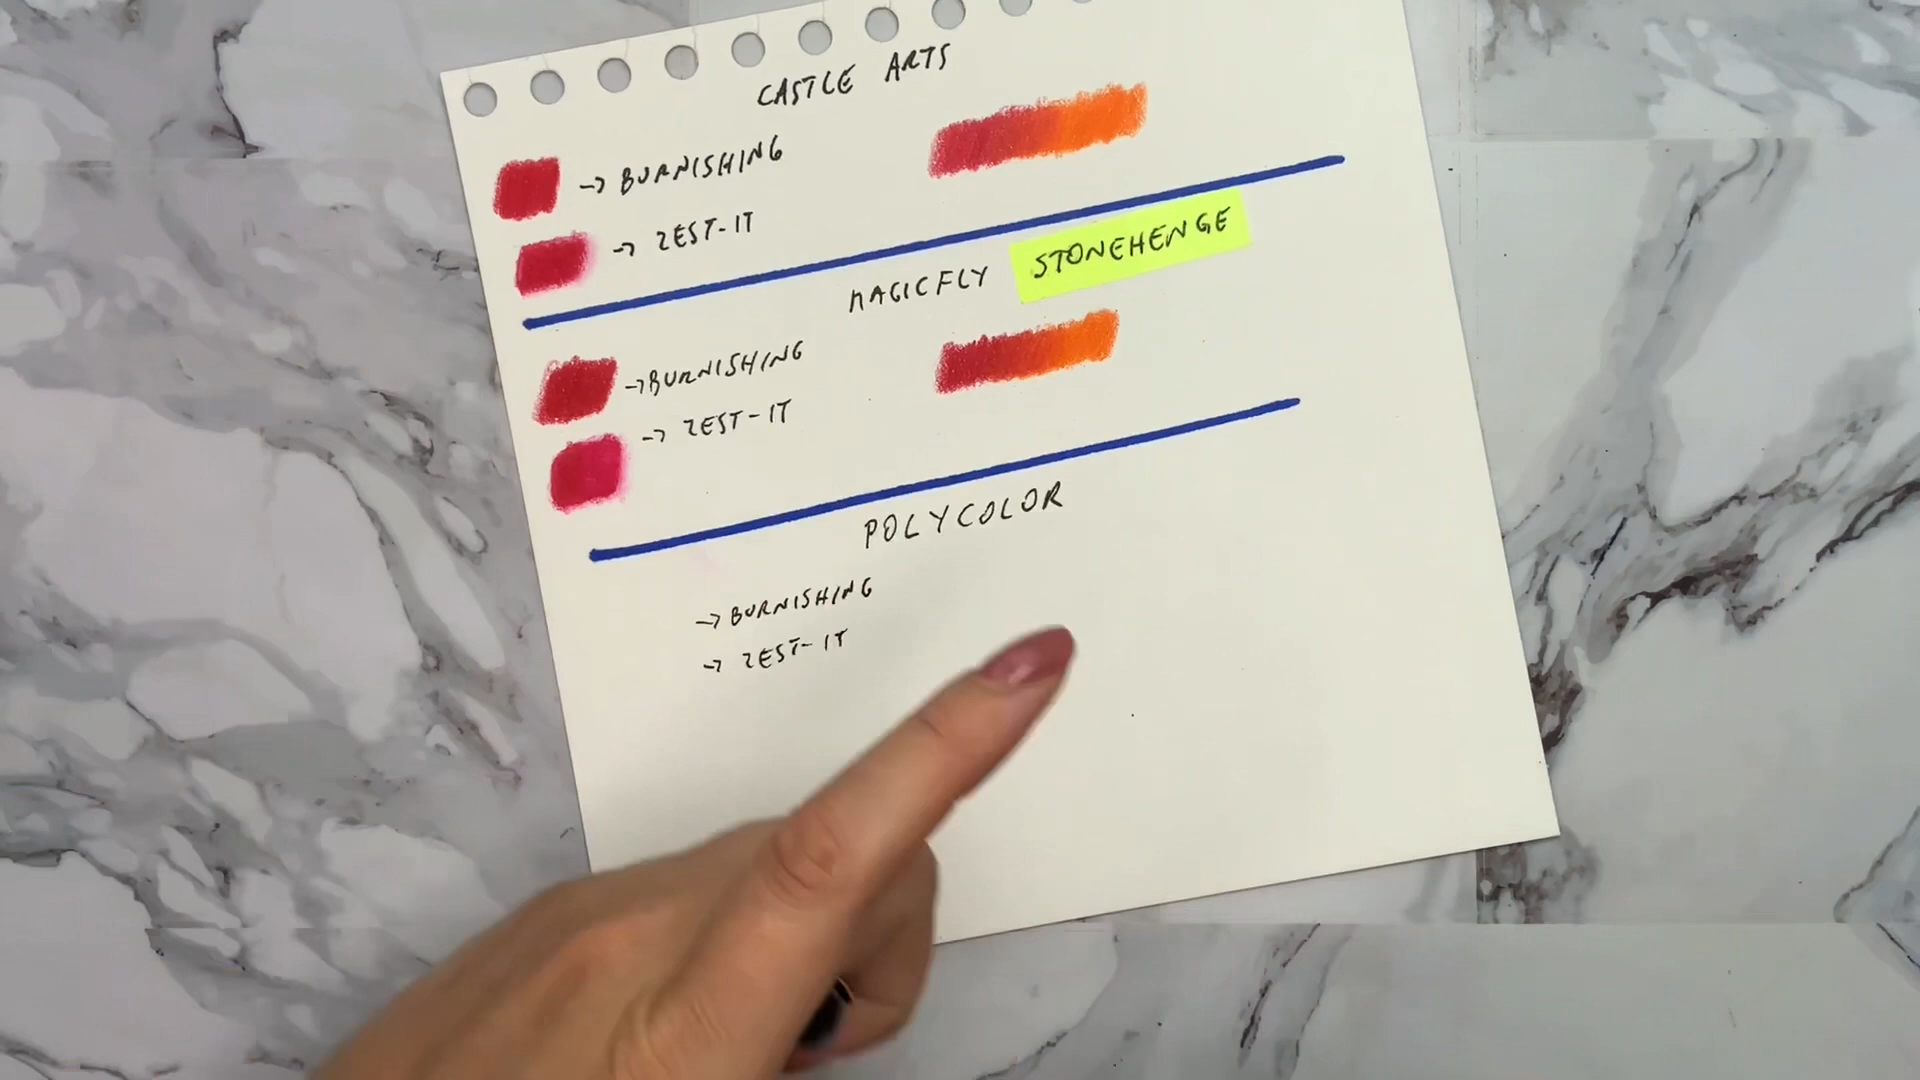 CASTLE ARTS
→ BURNISHING
→ ZEST-IT
MAGICFLY STONEHENGE
→ BURNISHING
→ ZEST-IT
POLYCOLOR
→ BURNISHING
→ ZEST-IT